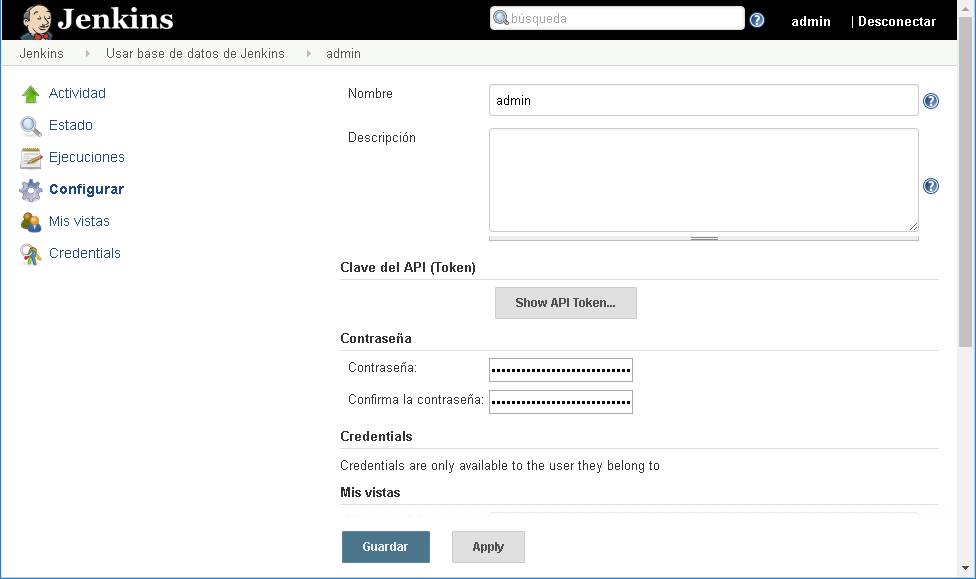 Jenkins
búsqueda
admin | Desconectar
Jenkins Usar base de datos de Jenkins admin
Actividad
Estado
Ejecuciones
Configurar
Mis vistas
Credentials
Nombre
admin
Descripción
Clave del API (Token)
Show API Token...
Contraseña
Contraseña:
Confirma la contraseña:
Credentials
Credentials are only available to the user they belong to
Mis vistas
Guardar
Apply